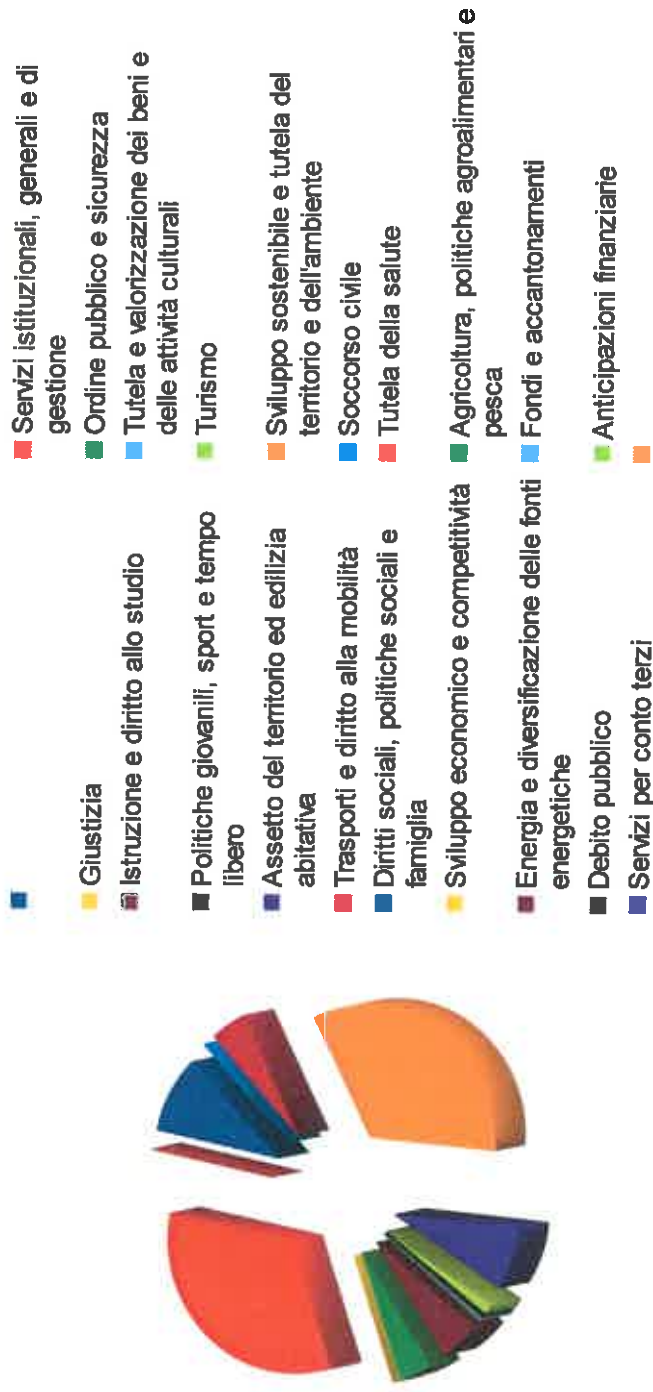 Servizi istituzionali, generali e di
gestione
Giustizia
Ordine pubblico e sicurezza
Istruzione e diritto allo studio
Tutela e valorizzazione dei beni e
delle attività culturali
Politiche giovanili, sport e tempo
libero
Turismo
Assetto del territorio ed edilizia
abitativa
Sviluppo sostenibile e tutela del
territorio e dell'ambiente
Trasporti e diritto alla mobilità
Soccorso civile
Diritti sociali, politiche sociali e
famiglia
Tutela della salute
Sviluppo economico e competitività
Agricoltura, politiche agroalimentari e
pesca
Energia e diversificazione delle fonti
energetiche
Fondi e accantonamenti
Debito pubblico
Anticipazioni finanziarie
Servizi per conto terzi